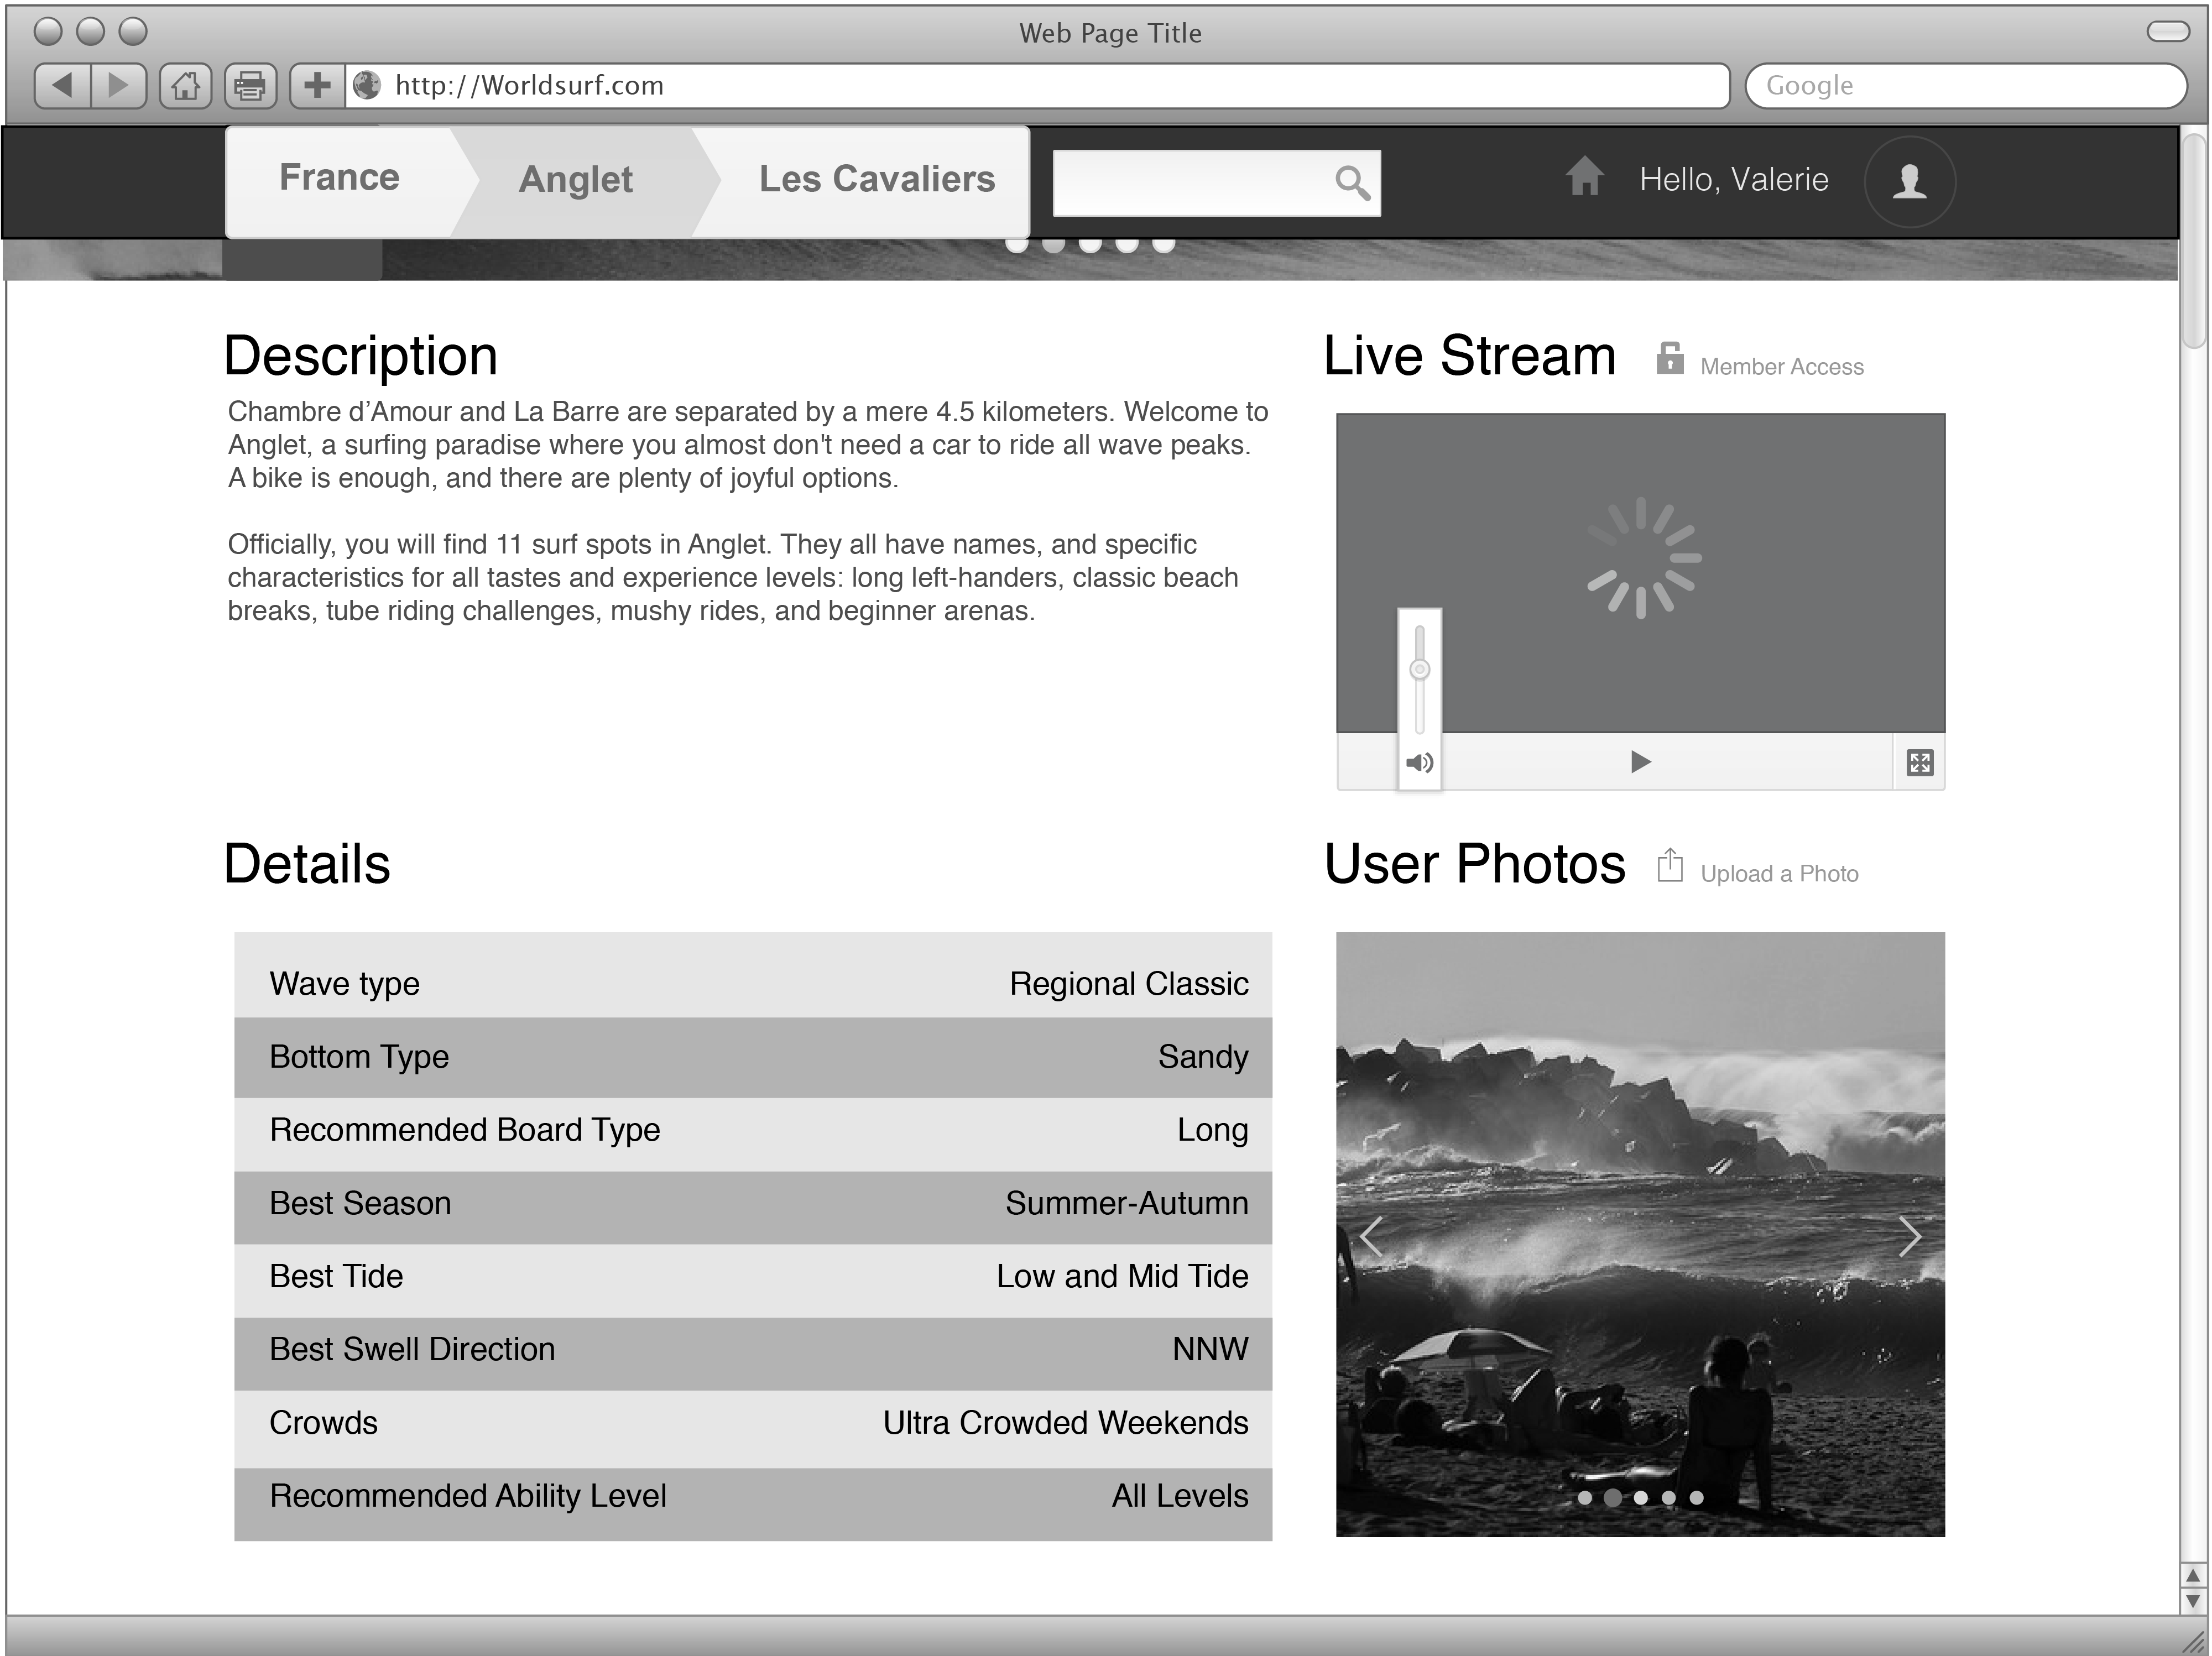 Web Page Title
http://Worldsurf.com
Google
France
Anglet
Les Cavaliers
Hello, Valerie
Description
Chambre d’Amour and La Barre are separated by a mere 4.5 kilometers. Welcome to
Anglet, a surfing paradise where you almost don't need a car to ride all wave peaks.
A bike is enough, and there are plenty of joyful options.
Officially, you will find 11 surf spots in Anglet. They all have names, and specific
characteristics for all tastes and experience levels: long left-handers, classic beach
breaks, tube riding challenges, mushy rides, and beginner arenas.
Live Stream
Member Access
Details
Wave type Regional Classic
Bottom Type Sandy
Recommended Board Type Long
Best Season Summer-Autumn
Best Tide Low and Mid Tide
Best Swell Direction NNW
Crowds Ultra Crowded Weekends
Recommended Ability Level All Levels
User Photos
Upload a Photo